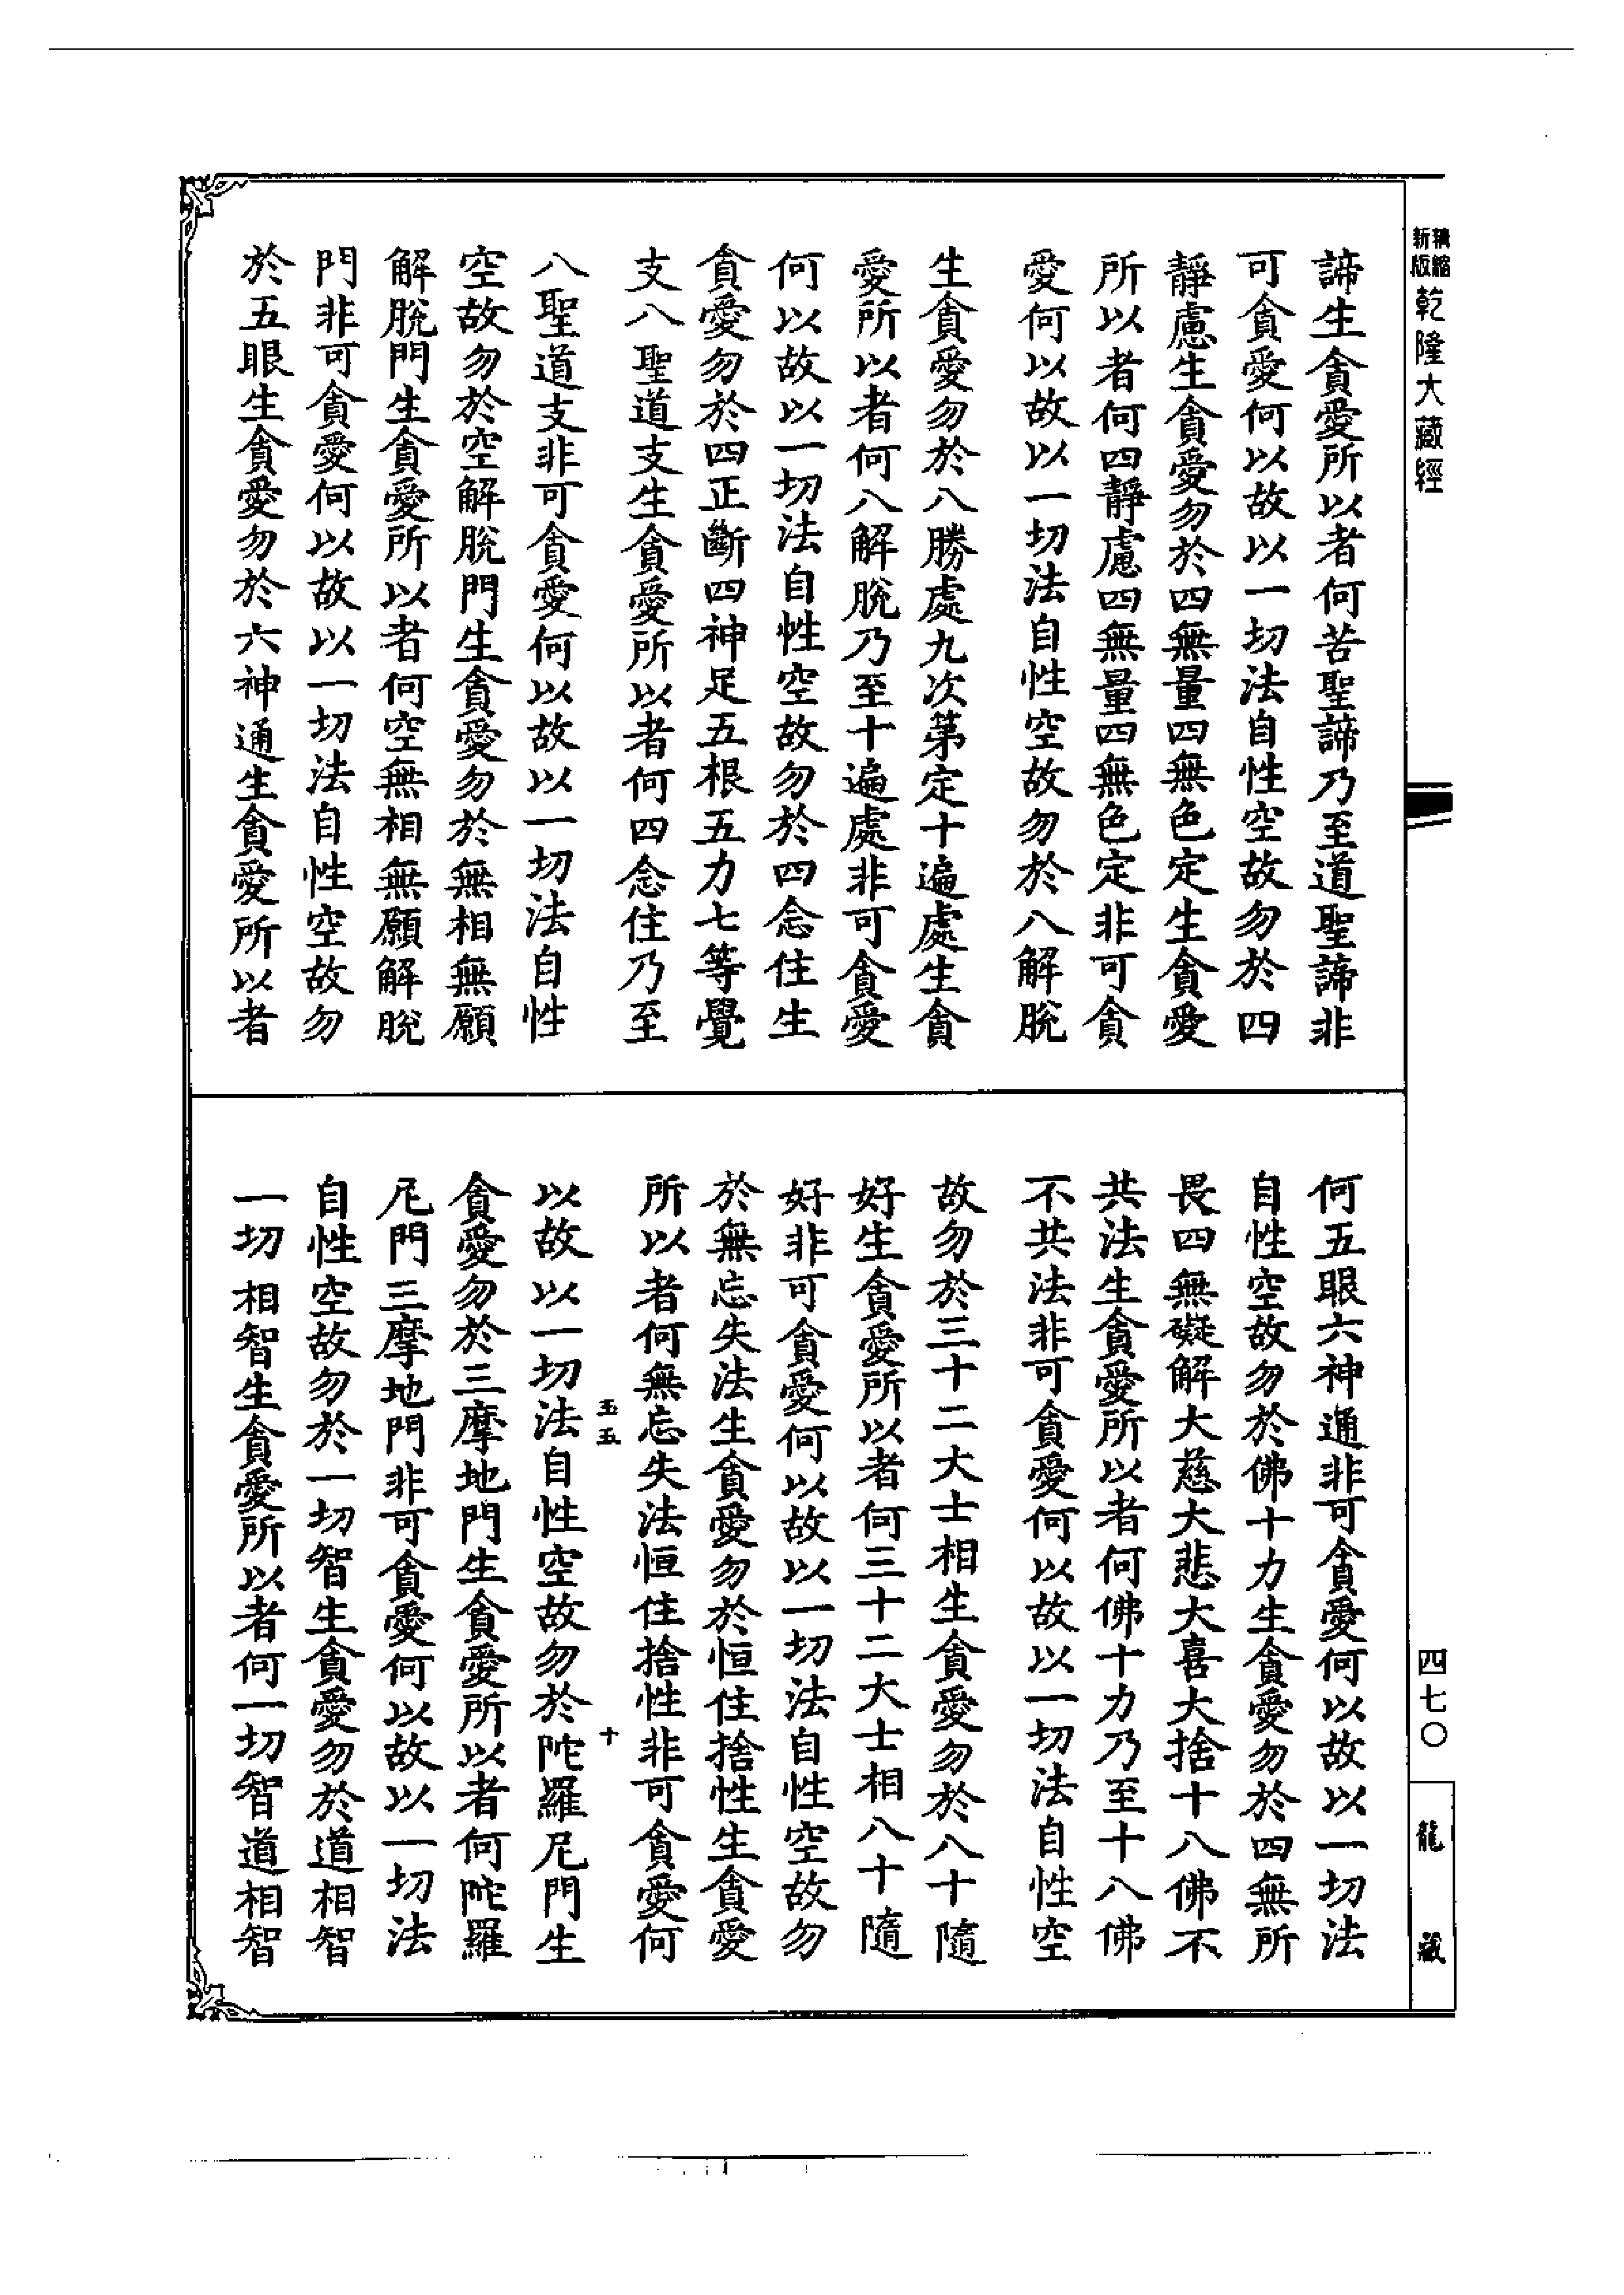 精縮新版乾隆大藏經
四七〇
龍藏
諦生貪愛所以者何苦聖諦乃至道聖諦非
可貪愛何以故以一切法自性空故勿於四
靜慮生貪愛勿於四無量四無色定生貪愛
所以者何四靜慮四無量四無色定非可貪
愛何以故以一切法自性空故勿於八解脫
生貪愛勿於八勝處九次第定十遍處生貪
愛所以者何八解脫乃至十遍處非可貪愛
何以故以一切法自性空故勿於四念住生
貪愛勿於四正斷四神足五根五力七等覺
支八聖道支生貪愛所以者何四念住乃至
八聖道支非可貪愛何以故以一切法自性
空故勿於空解脫門生貪愛勿於無相無願
解脫門生貪愛所以者何空無相無願解脫
門非可貪愛何以故以一切法自性空故勿
於五眼生貪愛勿於六神通生貪愛所以者
何五眼六神通非可貪愛何以故以一切法
自性空故勿於佛十力生貪愛勿於四無所
畏四無礙解大慈大悲大喜大捨十八佛不
共法生貪愛所以者何佛十力乃至十八佛
不共法非可貪愛何以故以一切法自性空
故勿於三十二大士相生貪愛勿於八十隨
好生貪愛所以者何三十二大士相八十隨
好非可貪愛何以故以一切法自性空故勿
於無忘失法生貪愛勿於恒住捨性生貪愛
所以者何無忘失法恒住捨性非可貪愛何
玉五
十
以故以一切法自性空故勿於陀羅尼門生
貪愛勿於三摩地門生貪愛所以者何陀羅
尼門三摩地門非可貪愛何以故以一切法
自性空故勿於一切智生貪愛勿於道相智
一切相智生貪愛所以者何一切智道相智